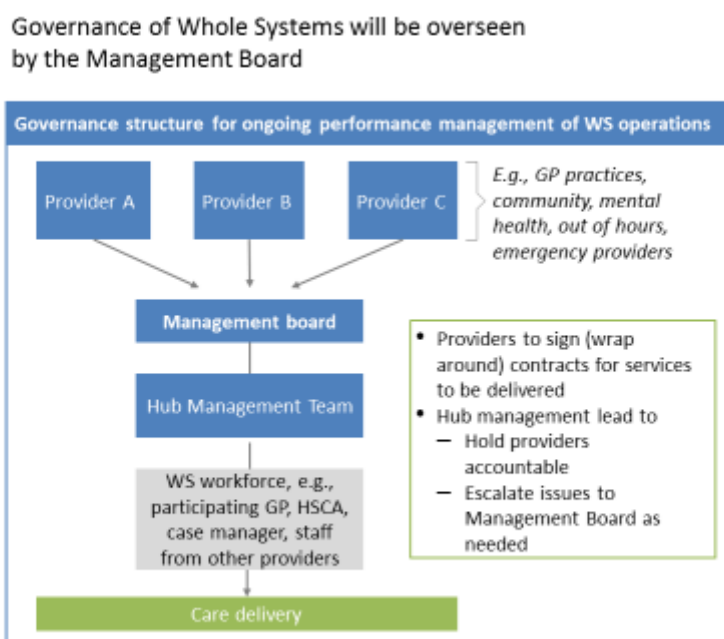 Governance of Whole Systems will be overseen
by the Management Board
Governance structure for ongoing performance management of WS operations
Provider A
Provider B
Provider C
E.g., GP practices,
community, mental
health, out of hours,
emergency providers
Management board
Hub Management Team
WS workforce, e.g.,
participating GP, HSCA,
case manager, staff
from other providers
Care delivery
• Providers to sign (wrap
around) contracts for services
to be delivered
• Hub management lead to
– Hold providers
accountable
– Escalate issues to
Management Board as
needed